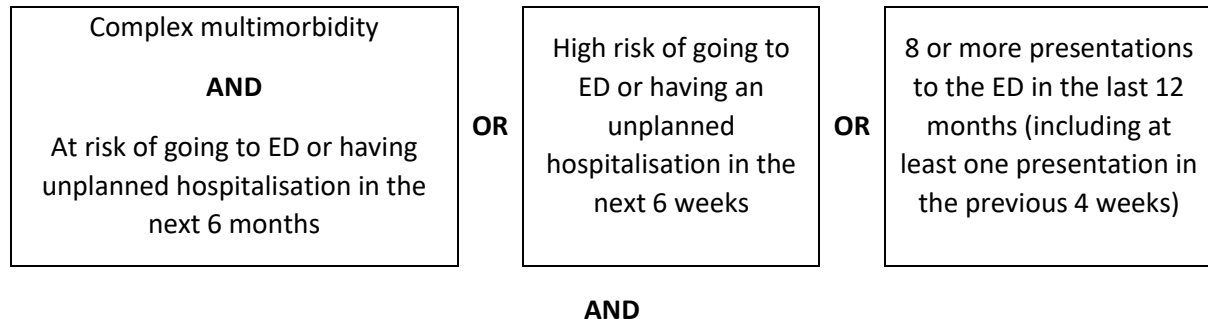 Complex multimorbidity
AND
At risk of going to ED or having
unplanned hospitalisation in the
next 6 months
OR
High risk of going to
ED or having an
unplanned
hospitalisation in the
next 6 weeks
OR
8 or more presentations
to the ED in the last 12
months (including at
least one presentation in
the previous 4 weeks)
AND